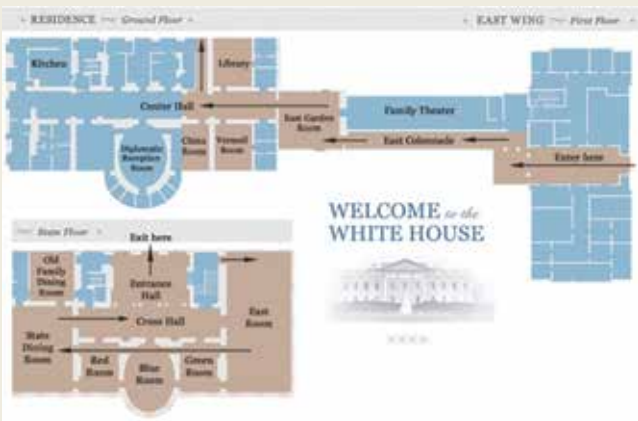 RESIDENCE Ground Floor
EAST WING First Floor
Kitchen
Library
Center Hall
Family Theater
East Garden
Room
East Colonnade
China
Room
Vermeil
Room
Diplomatic
Reception
Room
Enter here
WELCOME to the
WHITE HOUSE
State Floor
Exit here
Old
Family
Dining
Room
Entrance
Hall
Cross Hall
East
Room
State
Dining
Room
Red
Room
Blue
Room
Green
Room